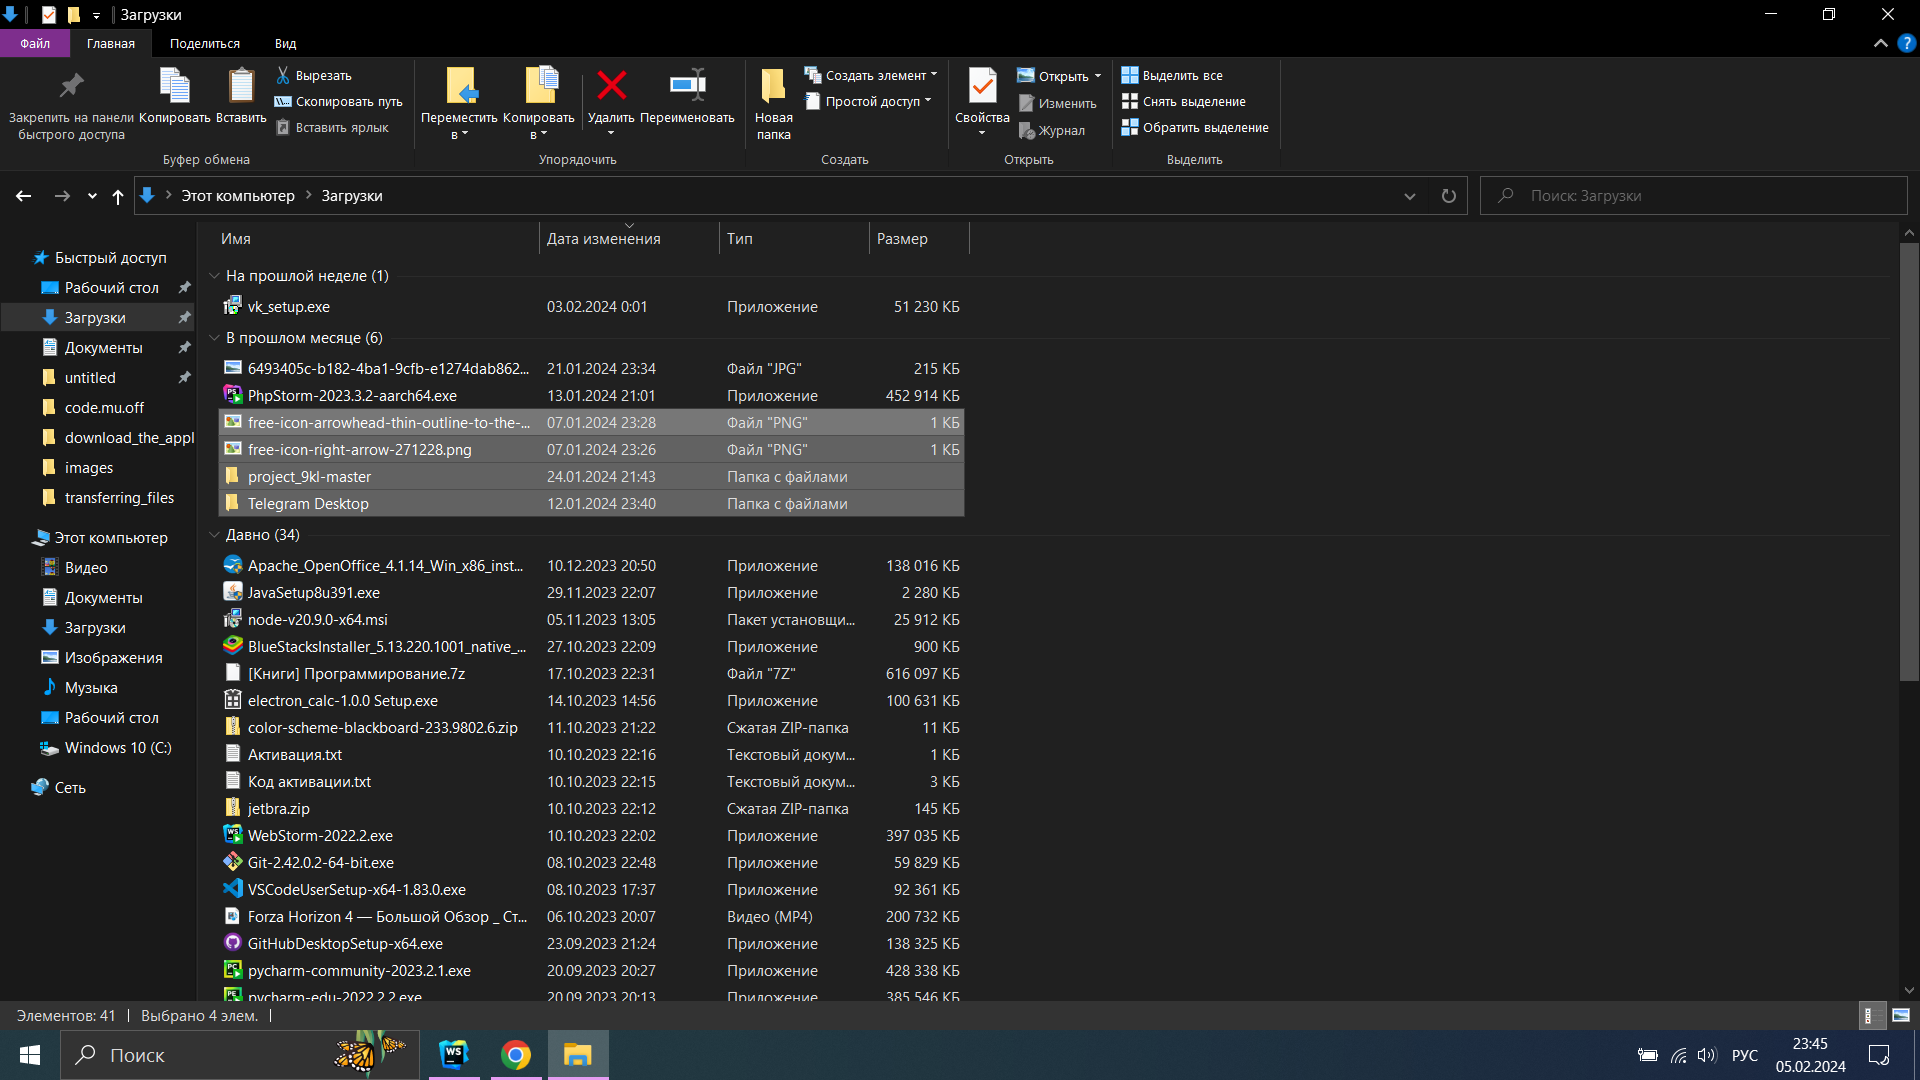 Загрузки
Файл
Главная
Поделиться
Вид
Закрепить на панели
быстрого доступа
Копировать
Вставить
Вырезать
Скопировать путь
Вставить ярлык
Буфер обмена
Переместить
в
Копировать
в
Удалить
Переименовать
Упорядочить
Новая
папка
Создать элемент
Простой доступ
Создать
Свойства
Открыть
Изменить
Журнал
Открыть
Выделить все
Снять выделение
Обратить выделение
Выделить
Этот компьютер
Загрузки
Поиск: Загрузки
Быстрый доступ
Рабочий стол
Загрузки
Документы
untitled
code.mu.off
download_the_appl
images
transferring_files
Этот компьютер
Видео
Документы
Загрузки
Изображения
Музыка
Рабочий стол
Windows 10 (C:)
Сеть
Имя Дата изменения Тип Размер
На прошлой неделе (1)
vk_setup.exe 03.02.2024 0:01 Приложение 51 230 КБ
В прошлом месяце (6)
6493405c-b182-4ba1-9cfb-e1274dab862... 21.01.2024 23:34 Файл "JPG" 215 КБ
PhpStorm-2023.3.2-aarch64.exe 13.01.2024 21:01 Приложение 452 914 КБ
free-icon-arrowhead-thin-outline-to-the-... 07.01.2024 23:28 Файл "PNG" 1 КБ
free-icon-right-arrow-271228.png 07.01.2024 23:26 Файл "PNG" 1 КБ
project_9kl-master 24.01.2024 21:43 Папка с файлами
Telegram Desktop 12.01.2024 23:40 Папка с файлами
Давно (34)
Apache_OpenOffice_4.1.14_Win_x86_inst... 10.12.2023 20:50 Приложение 138 016 КБ
JavaSetup8u391.exe 29.11.2023 22:07 Приложение 2 280 КБ
node-v20.9.0-x64.msi 05.11.2023 13:05 Пакет установщи... 25 912 КБ
BlueStacksInstaller_5.13.220.1001_native_... 27.10.2023 22:09 Приложение 900 КБ
[Книги] Программирование.7z 17.10.2023 22:31 Файл "7Z" 616 097 КБ
electron_calc-1.0.0 Setup.exe 14.10.2023 14:56 Приложение 100 631 КБ
color-scheme-blackboard-233.9802.6.zip 11.10.2023 21:22 Сжатая ZIP-папка 11 КБ
Активация.txt 10.10.2023 22:16 Текстовый докум... 1 КБ
Код активации.txt 10.10.2023 22:15 Текстовый докум... 3 КБ
jetbra.zip 10.10.2023 22:12 Сжатая ZIP-папка 145 КБ
WebStorm-2022.2.exe 10.10.2023 22:02 Приложение 397 035 КБ
Git-2.42.0.2-64-bit.exe 08.10.2023 22:48 Приложение 59 829 КБ
VSCodeUserSetup-x64-1.83.0.exe 08.10.2023 17:37 Приложение 92 361 КБ
Forza Horizon 4 — Большой Обзор _ Ст... 06.10.2023 20:07 Видео (MP4) 200 732 КБ
GitHubDesktopSetup-x64.exe 23.09.2023 21:24 Приложение 138 325 КБ
pycharm-community-2023.2.1.exe 20.09.2023 20:27 Приложение 428 338 КБ
pycharm-edu-2022.2.2.exe 20.09.2023 20:13 Приложение 385 546 КБ
Элементов: 41
Выбрано 4 элем.
Поиск
WS
РУС
23:45
05.02.2024